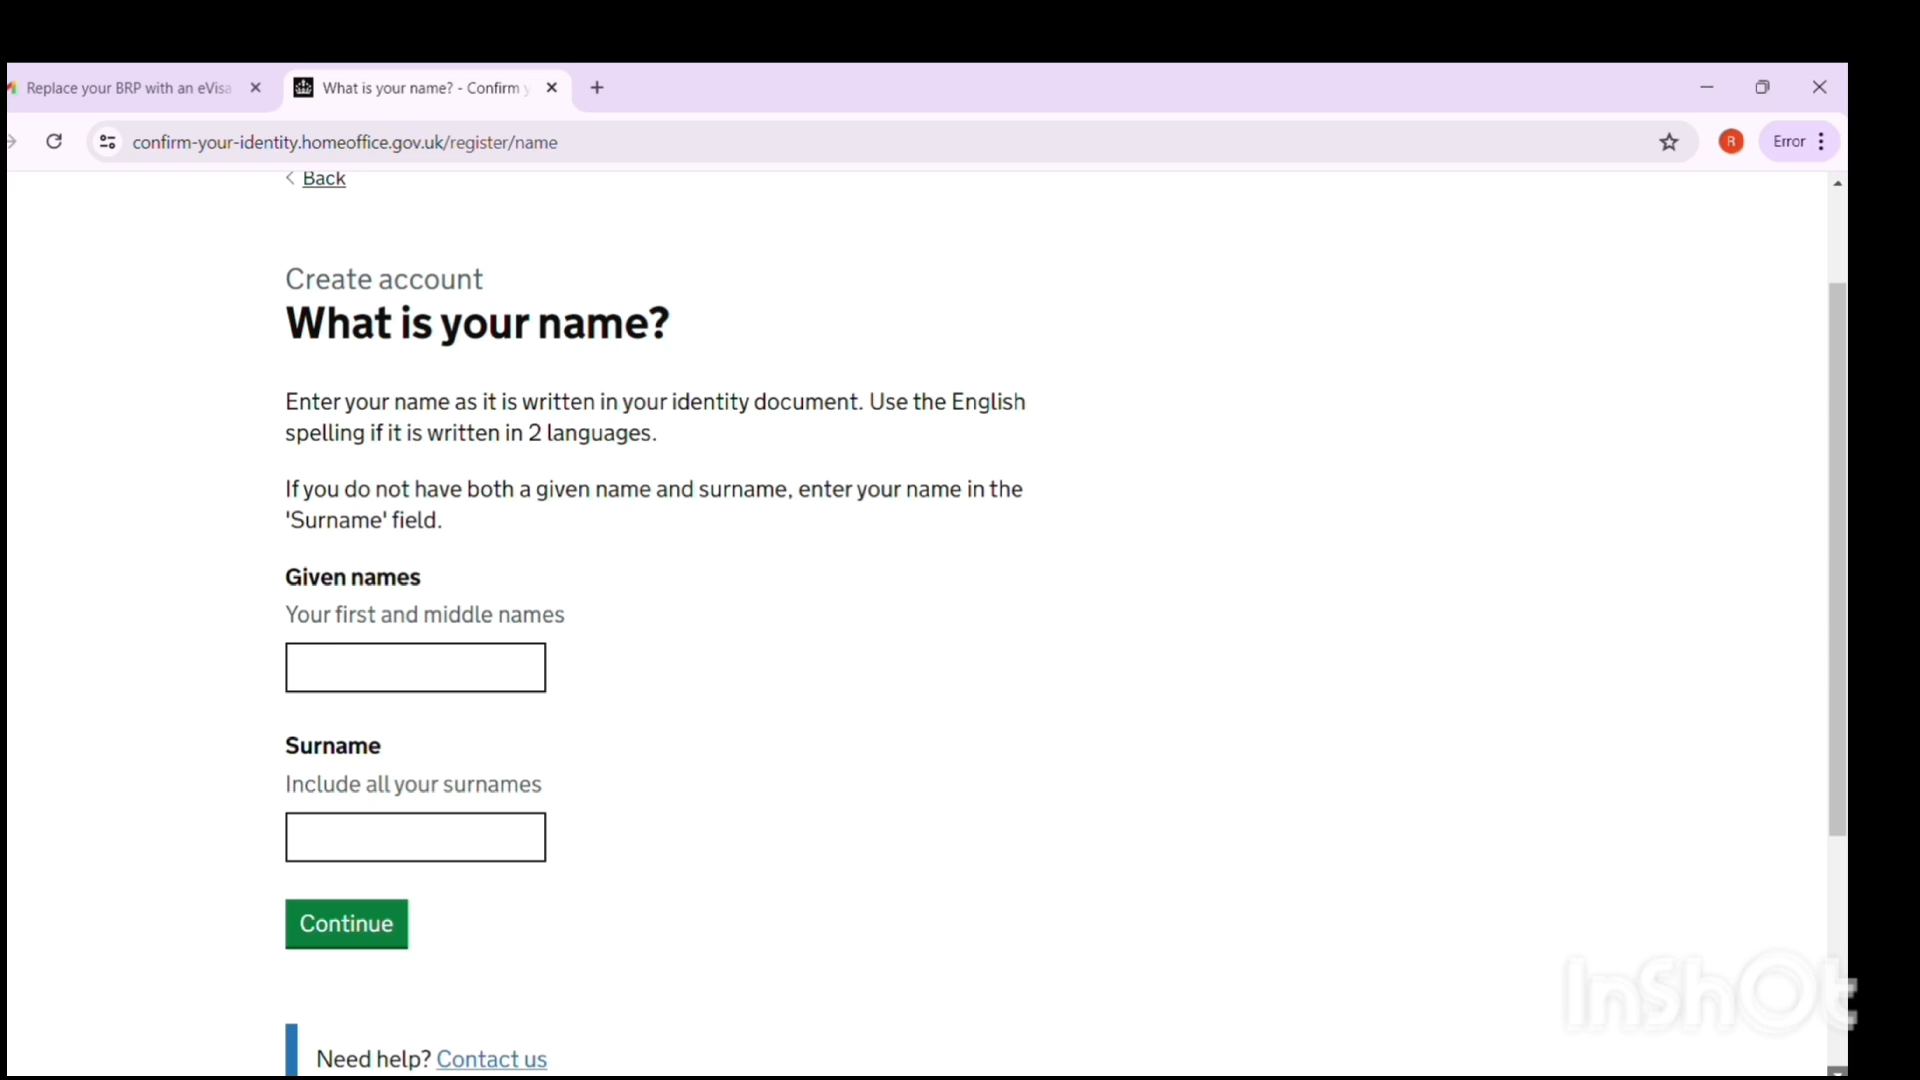 Replace your BRP with an eVisa
What is your name? - Confirm y
confirm-your-identity.homeoffice.gov.uk/register/name
R
Error
Back
Create account
What is your name?
Enter your name as it is written in your identity document. Use the English
spelling if it is written in 2 languages.
If you do not have both a given name and surname, enter your name in the
'Surname' field.
Given names
Your first and middle names
Surname
Include all your surnames
Continue
Need help? Contact us
InShOt